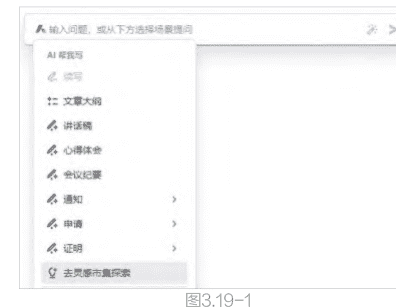 输入问题，或从下方选择场景提问
AI 帮我写
续写
文章大纲
讲话稿
心得体会
会议纪要
通知
申请
证明
去灵感市集探索
图3.19-1